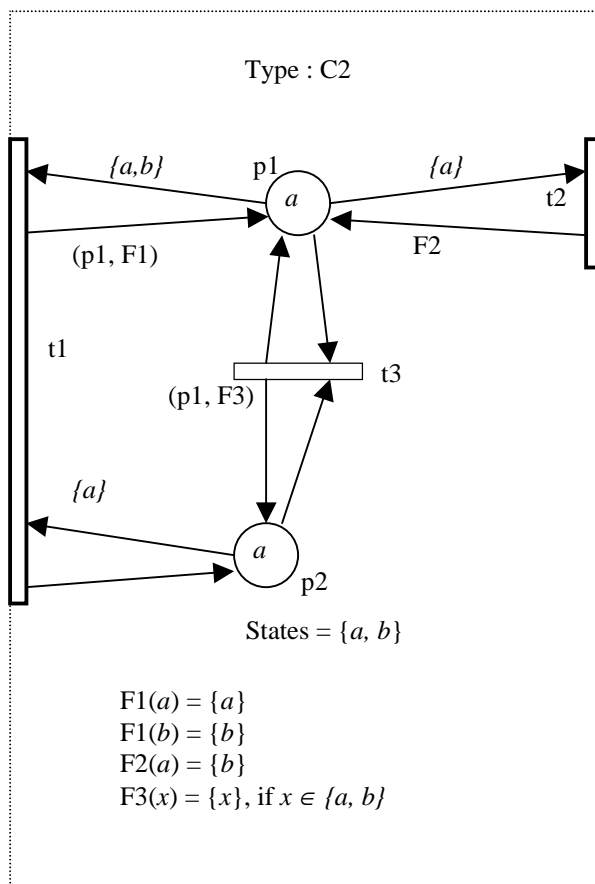 Type : C2
{a,b}
p1
{a}
a
t2
(p1, F1)
F2
t1
t3
(p1, F3)
{a}
a
p2
States = {a, b}
F1(a) = {a}
F1(b) = {b}
F2(a) = {b}
F3(x) = {x}, if x ∈ {a, b}